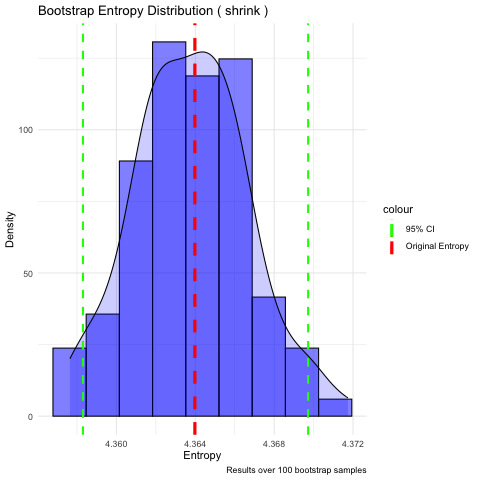 Bootstrap Entropy Distribution ( shrink )
Density
100
50
0
4.360
4.364
4.368
4.372
Entropy
colour
95% CI
Original Entropy
Results over 100 bootstrap samples